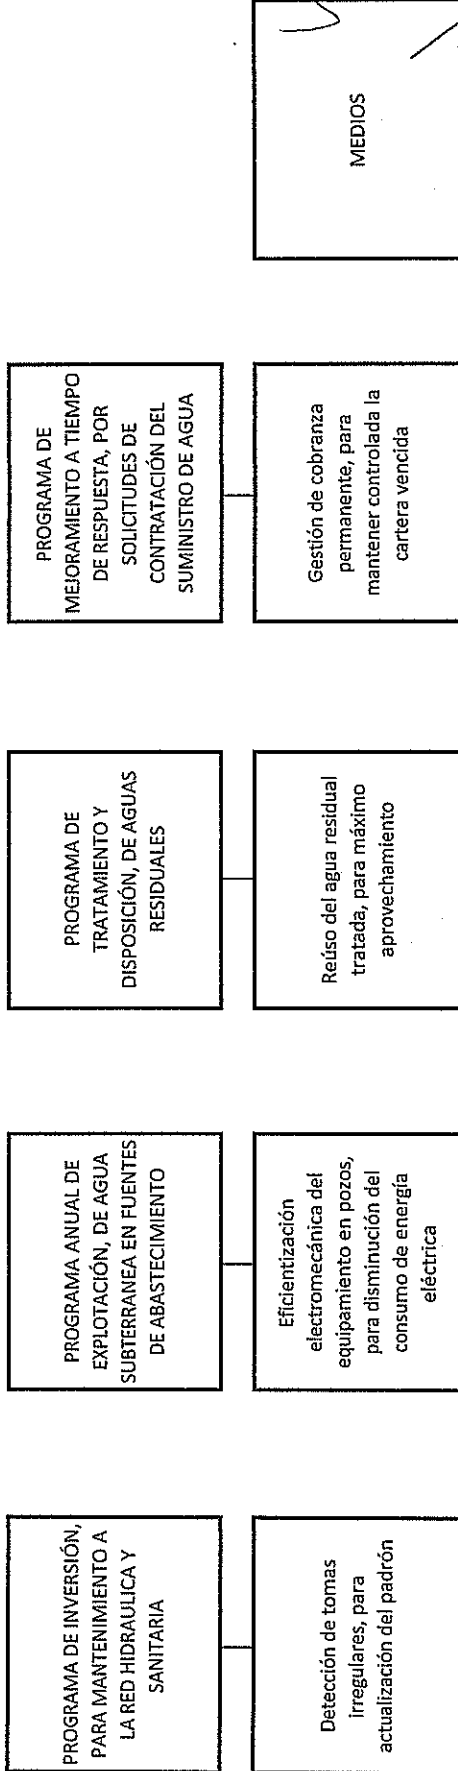 PROGRAMA DE INVERSIÓN,
PARA MANTENIMIENTO A
LA RED HIDRAULICA Y
SANITARIA
PROGRAMA ANUAL DE
EXPLOTACIÓN, DE AGUA
SUBTERRANEA EN FUENTES
DE ABASTECIMIENTO
PROGRAMA DE
TRATAMIENTO Y
DISPOSICIÓN, DE AGUAS
RESIDUALES
PROGRAMA DE
MEJORAMIENTO A TIEMPO
DE RESPUESTA, POR
SOLICITUDES DE
CONTRATACIÓN DEL
SUMINISTRO DE AGUA
Detección de tomas
irregulares, para
actualización del padrón
Eficientización
electromecánica del
equipamiento en pozos,
para disminución del
consumo de energía
eléctrica
Reúso del agua residual
tratada, para máximo
aprovechamiento
Gestión de cobranza
permanente, para
mantener controlada la
cartera vencida
MEDIOS